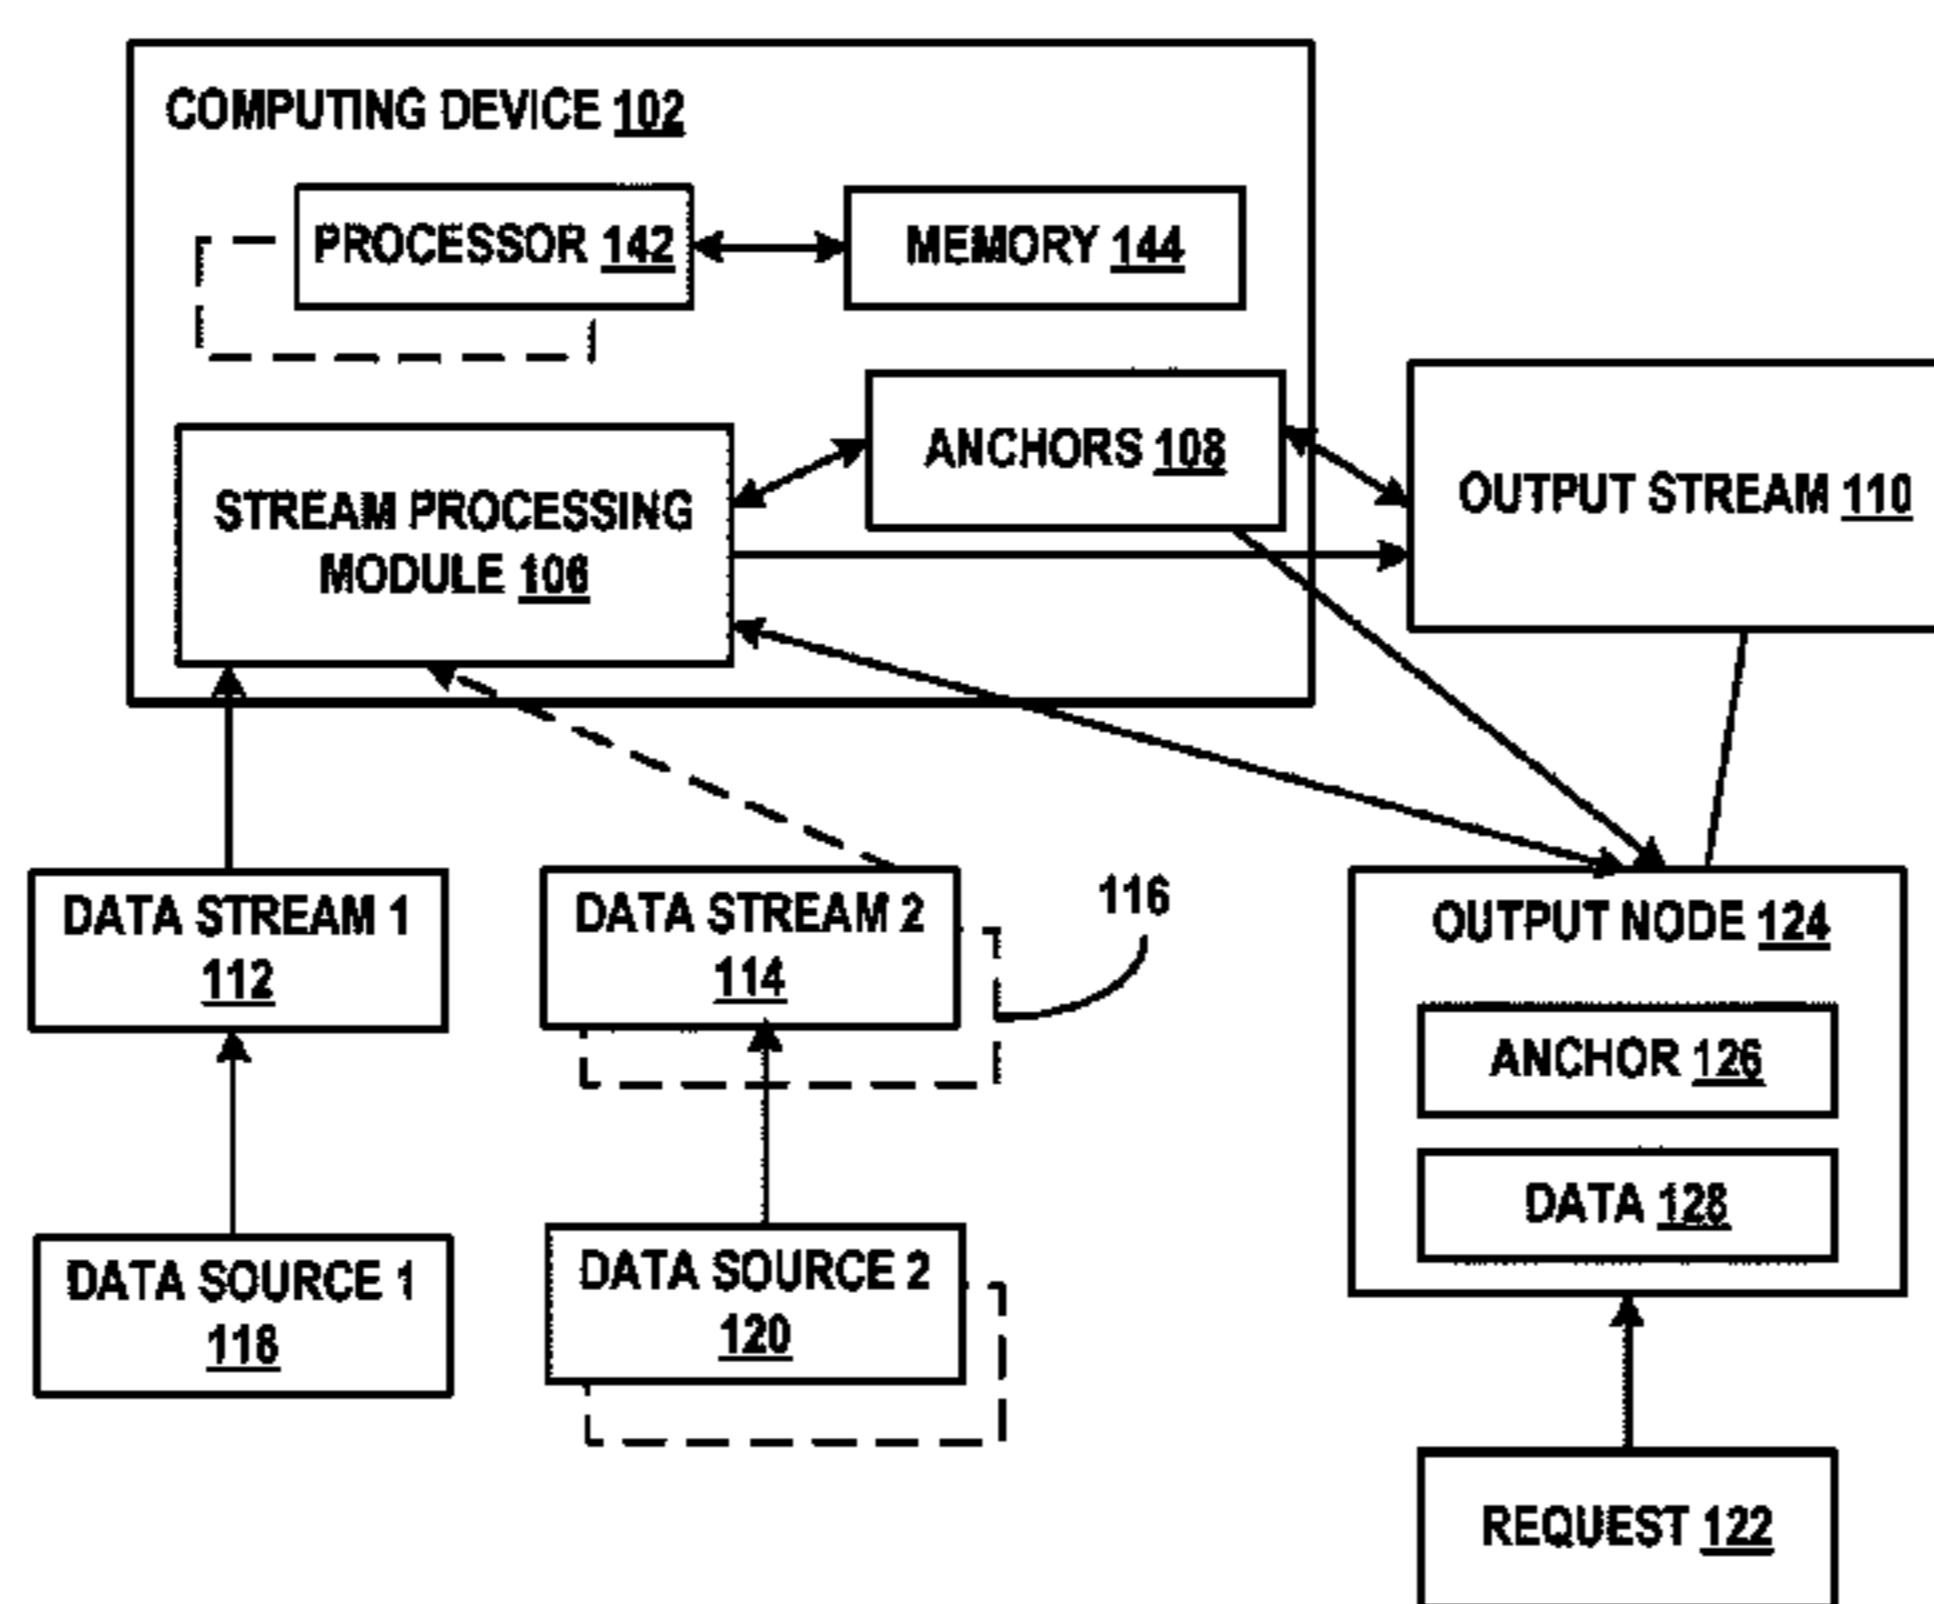 COMPUTING DEVICE 102
PROCESSOR 142
MEMORY 144
ANCHORS 108
STREAM PROCESSING
MODULE 106
OUTPUT STREAM 110
DATA STREAM 1
112
DATA STREAM 2
114
116
OUTPUT NODE 124
ANCHOR 126
DATA 128
DATA SOURCE 1
118
DATA SOURCE 2
120
REQUEST 122